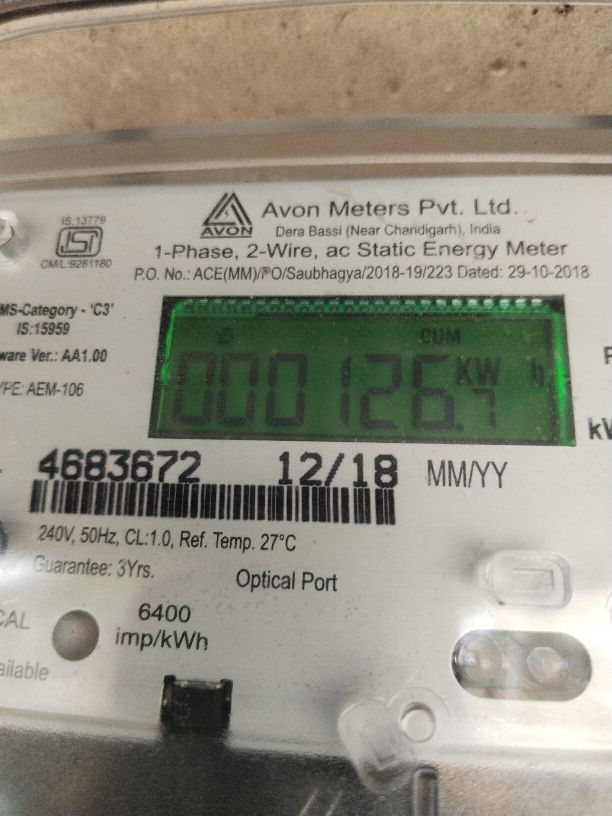 IS:13779
ISI
CM/L:9261180
AVON
Avon Meters Pvt. Ltd.
Dera Bassi (Near Chandigarh), India
1-Phase, 2-Wire, ac Static Energy Meter
P.O. No.: ACE(MM)/PO/Saubhagya/2018-19/223 Dated: 29-10-2018
MS-Category - 'C3'
IS:15959
ware Ver.: AA1.00
YPE: AEM-106
CUM
000126.7 KW h
4683672 12/18 MM/YY
240V, 50Hz, CL:1.0, Ref. Temp. 27°C
Guarantee: 3Yrs.
Optical Port
CAL
6400
imp/kWh